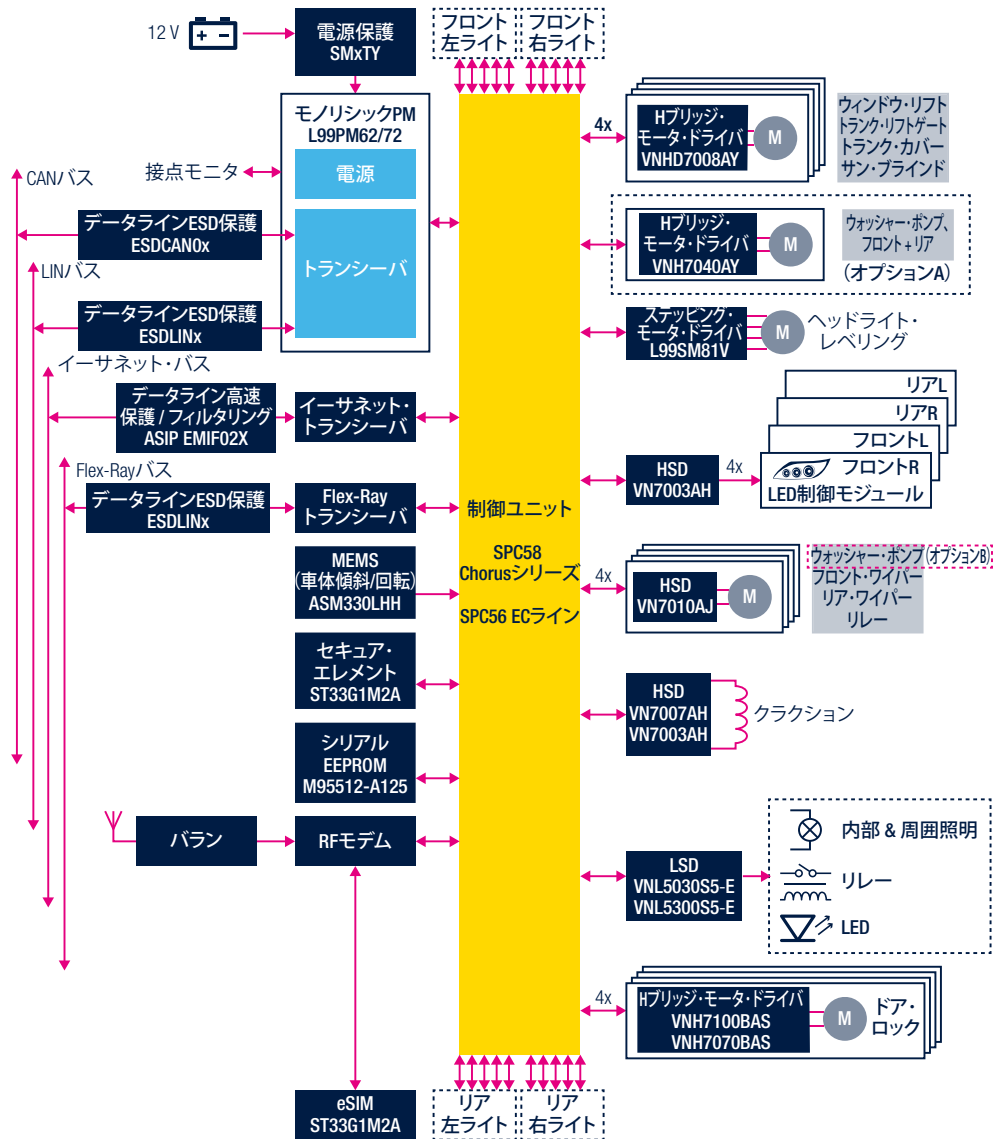 12 V
電源保護
SMxTY
フロント
左ライト
フロント
右ライト
モノリシックPM
L99PM62/72
電源
トランシーバ
接点モニタ
CANバス
データラインESD保護
ESDCAN0x
LINバス
データラインESD保護
ESDLINx
イーサネット・バス
データライン高速
保護 / フィルタリング
ASIP EMIF02X
イーサネット・
トランシーバ
Flex-Rayバス
データラインESD保護
ESDLINx
Flex-Ray
トランシーバ
MEMS
(車体傾斜/回転)
ASM330LHH
セキュア・
エレメント
ST33G1M2A
シリアル
EEPROM
M95512-A125
バラン
RFモデム
eSIM
ST33G1M2A
制御ユニット
SPC58
Chorusシリーズ
SPC56 ECライン
4x
Hブリッジ・
モータ・ドライバ
VNHD7008AY
M
ウィンドウ・リフト
トランク・リフトゲート
トランク・カバー
サン・ブラインド
Hブリッジ・
モータ・ドライバ
VNH7040AY
M
ウォッシャー・ポンプ、
フロント + リア
(オプションA)
ステッピング・
モータ・ドライバ
L99SM81V
M
ヘッドライト・
レベリング
HSD
VN7003AH
4x
リアL
リアR
フロントL
フロントR
LED制御モジュール
4x
HSD
VN7010AJ
M
ウォッシャー・ポンプ (オプションB)
フロント・ワイパー
リア・ワイパー
リレー
HSD
VN7007AH
VN7003AH
クラクション
LSD
VNL5030S5-E
VNL5300S5-E
内部 & 周囲照明
リレー
LED
4x
Hブリッジ・モータ・ドライバ
VNH7100BAS
VNH7070BAS
M
ドア・
ロック
リア
左ライト
リア
右ライト